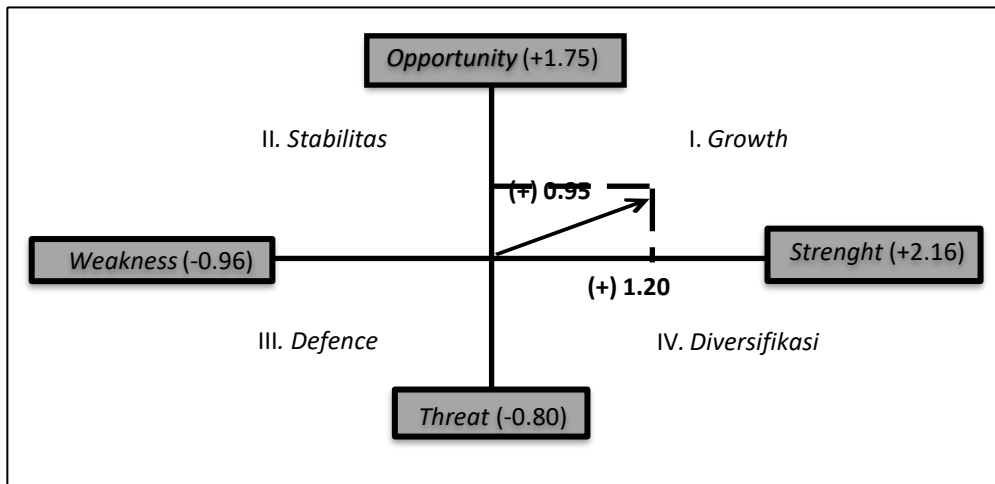 Opportunity (+1.75)
II. Stabilitas
I. Growth
(+) 0.95
Weakness (-0.96)
Strenght (+2.16)
(+) 1.20
III. Defence
IV. Diversifikasi
Threat (-0.80)